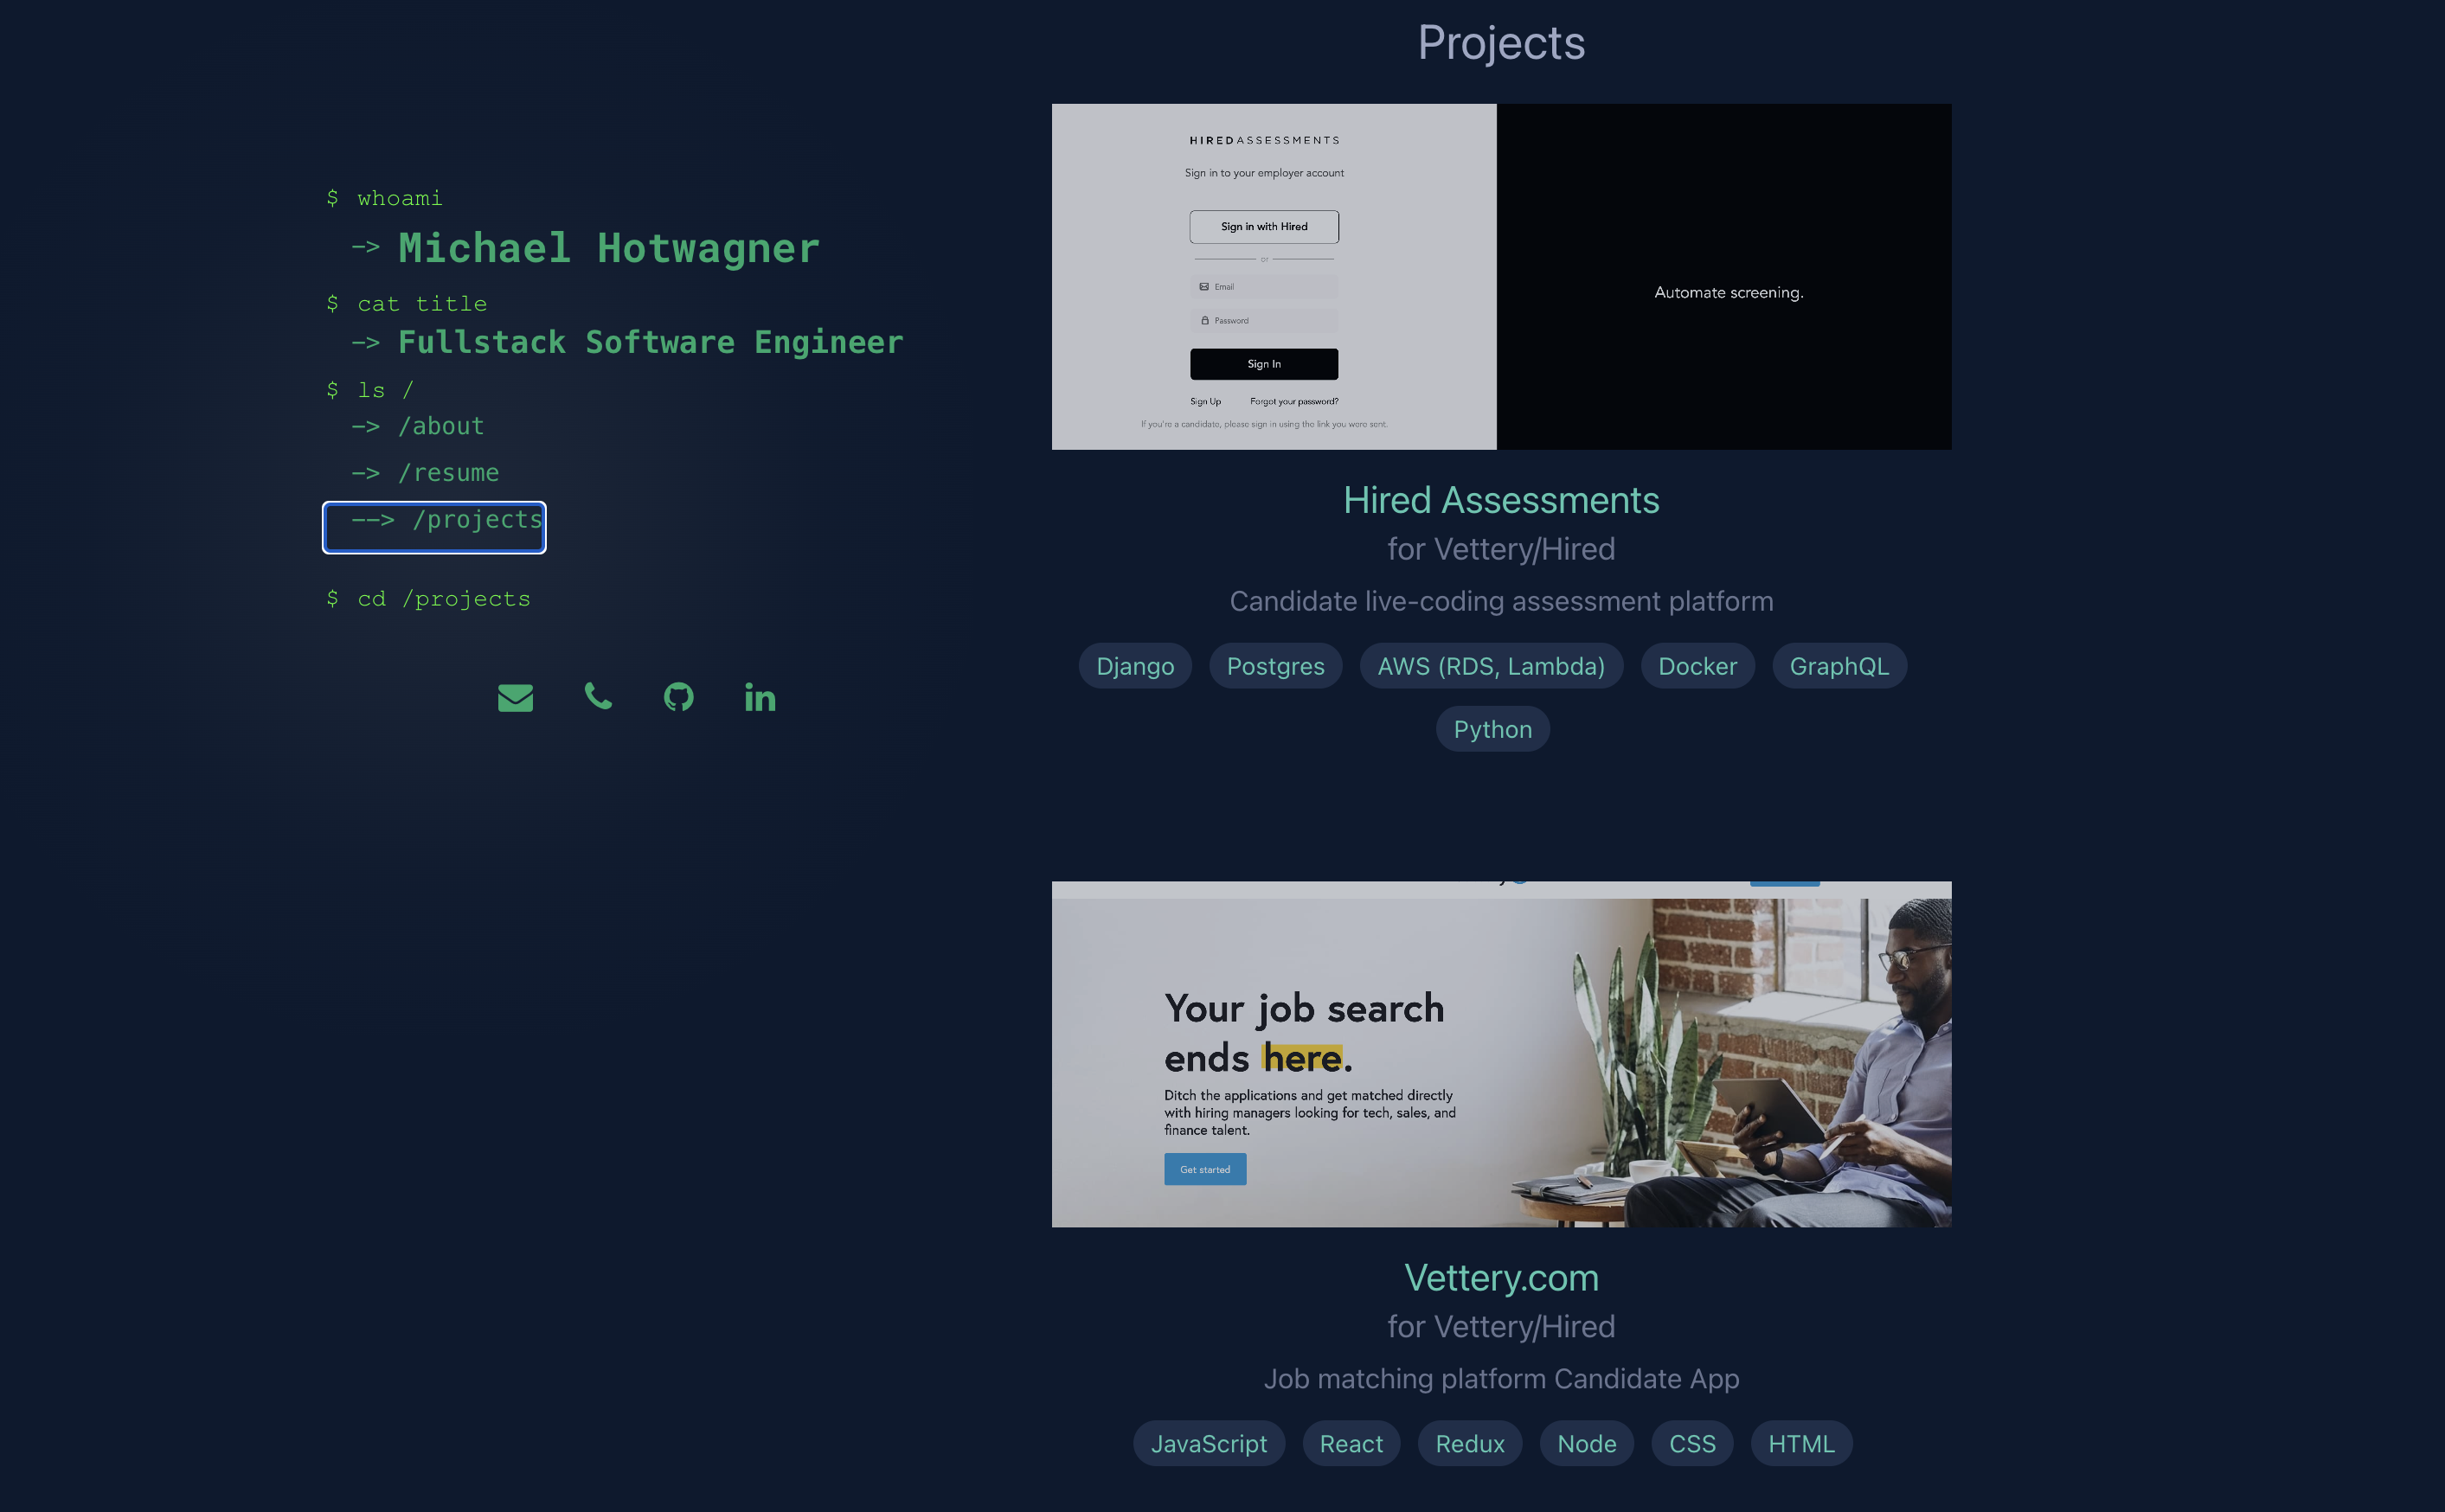 $ whoami
-> Michael Hotwagner
$ cat title
-> Fullstack Software Engineer
$ ls /
-> /about
-> /resume
--> /projects
$ cd /projects
Projects
HIREDASSESSMENTS
Sign in to your employer account
Sign in with Hired
or
Email
Password
Sign In
Sign Up Forgot your password?
If you're a candidate, please sign in using the link you were sent.
Automate screening.
Hired Assessments
for Vettery/Hired
Candidate live-coding assessment platform
Django Postgres AWS (RDS, Lambda) Docker GraphQL
Python
Your job search
ends here.
Ditch the applications and get matched directly
with hiring managers looking for tech, sales, and
finance talent.
Get started
Vettery.com
for Vettery/Hired
Job matching platform Candidate App
JavaScript React Redux Node CSS HTML